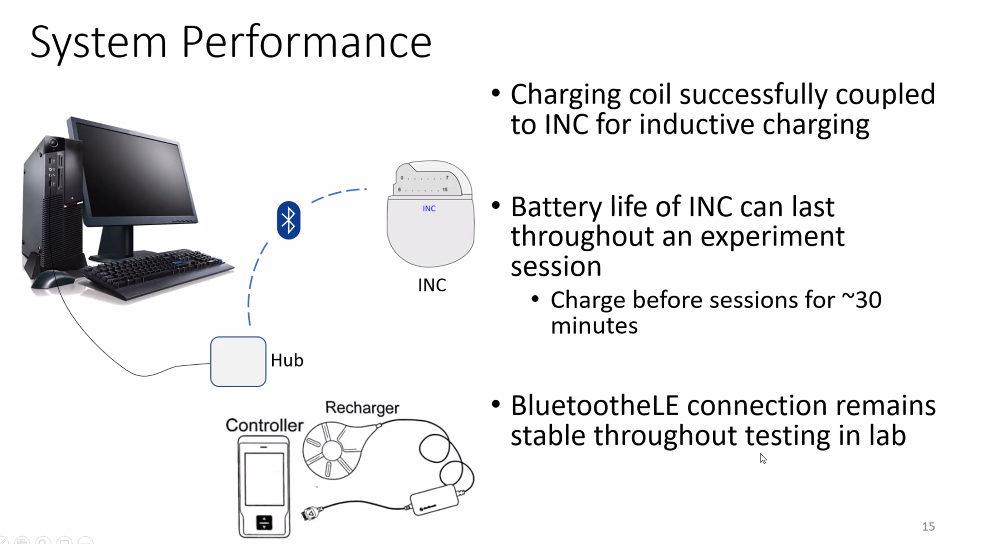 System Performance
• Charging coil successfully coupled
to INC for inductive charging
• Battery life of INC can last
throughout an experiment
session
• Charge before sessions for ~30
minutes
• BluetootheLE connection remains
stable throughout testing in lab
INC
INC
Hub
Recharger
Controller
15